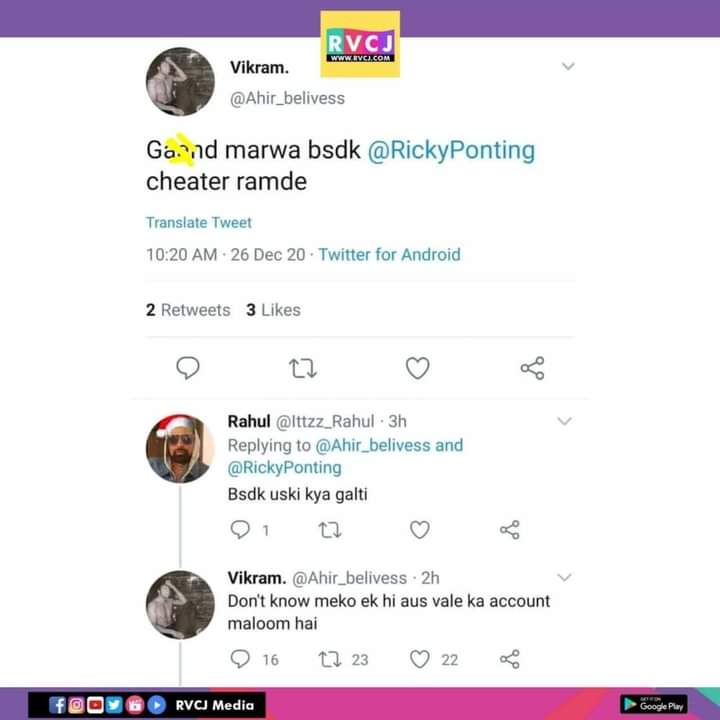 RVCJ
WWW.RVCJ.COM
Vikram.
@Ahir_belivess
Gaand marwa bsdk @RickyPonting
cheater ramde
Translate Tweet
10:20 AM · 26 Dec 20 · Twitter for Android
2 Retweets 3 Likes
Rahul @Ittzz_Rahul · 3h
Replying to @Ahir_belivess and
@RickyPonting
Bsdk uski kya galti
1
Vikram. @Ahir_belivess · 2h
Don't know meko ek hi aus vale ka account
maloom hai
16 23 22
RVCJ Media
GET IT ON
Google Play